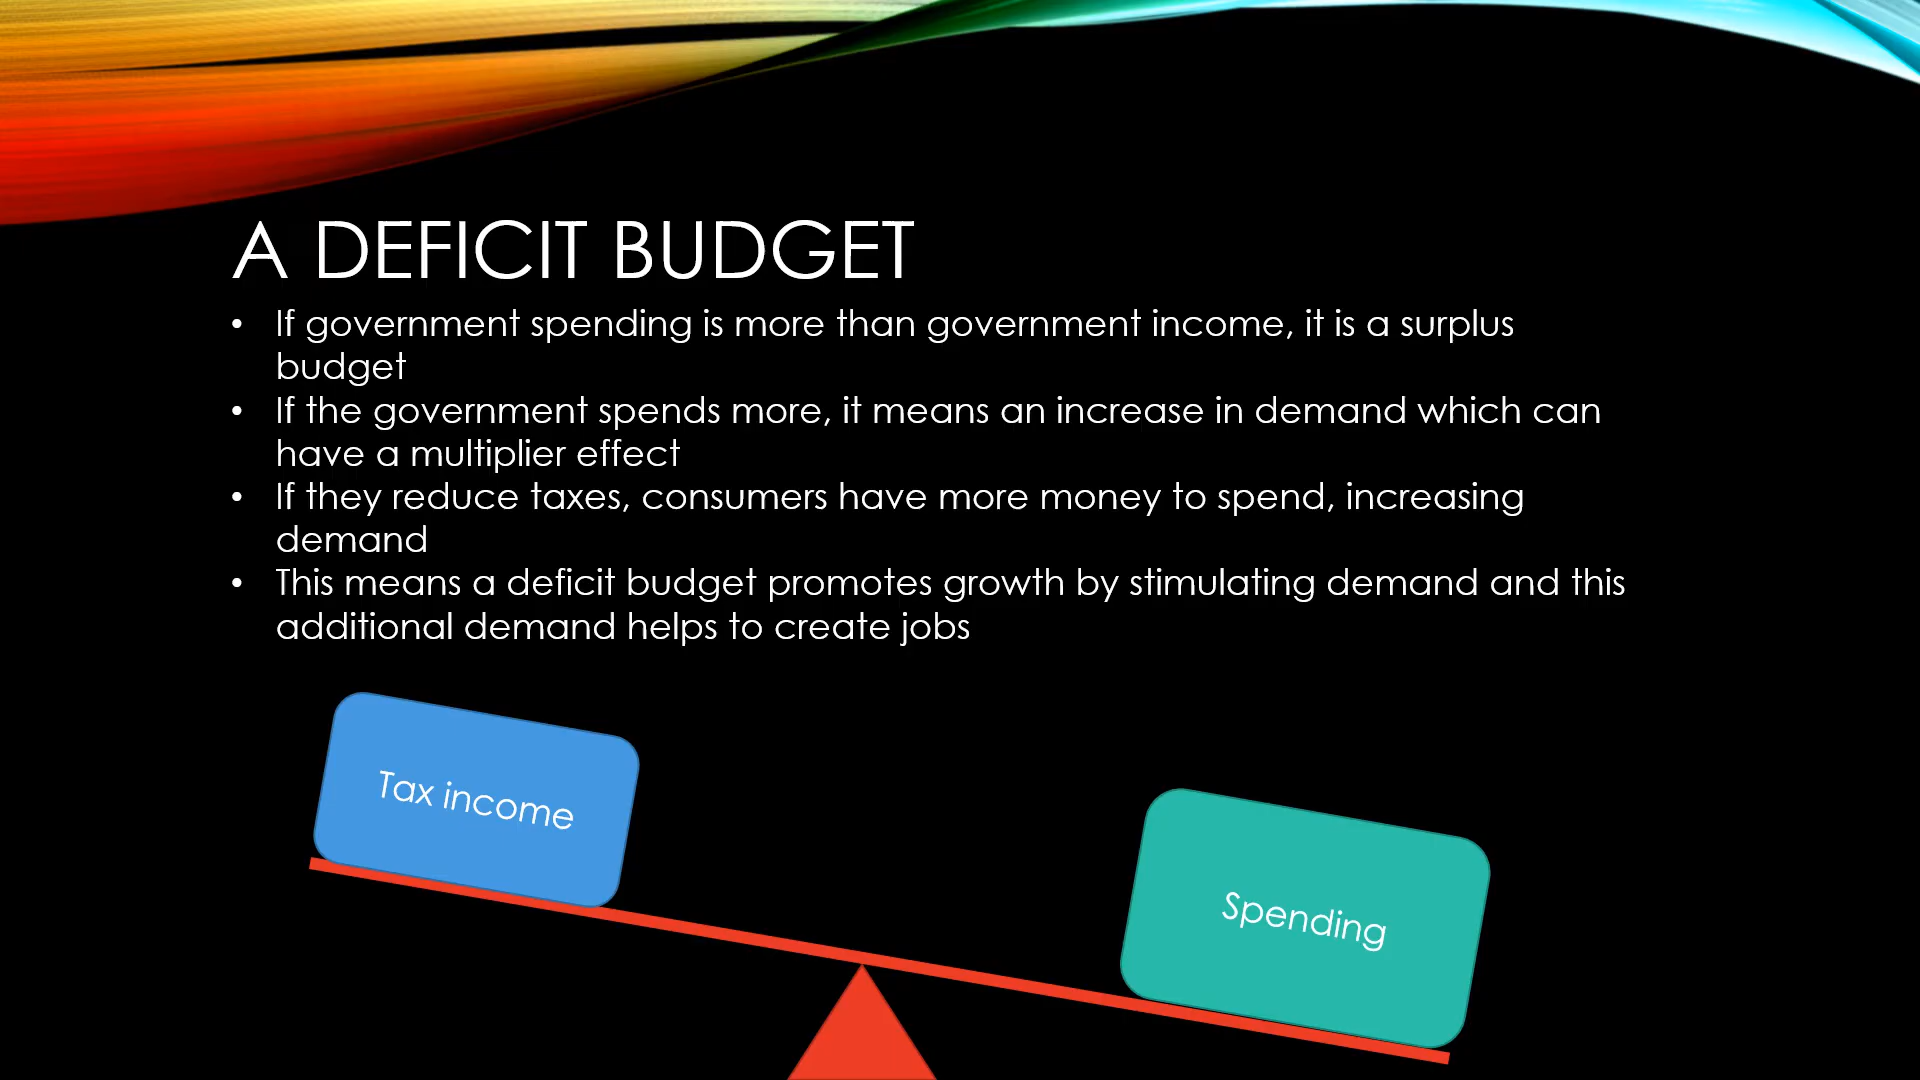 A DEFICIT BUDGET
• If government spending is more than government income, it is a surplus
budget
• If the government spends more, it means an increase in demand which can
have a multiplier effect
• If they reduce taxes, consumers have more money to spend, increasing
demand
• This means a deficit budget promotes growth by stimulating demand and this
additional demand helps to create jobs
Tax income
Spending